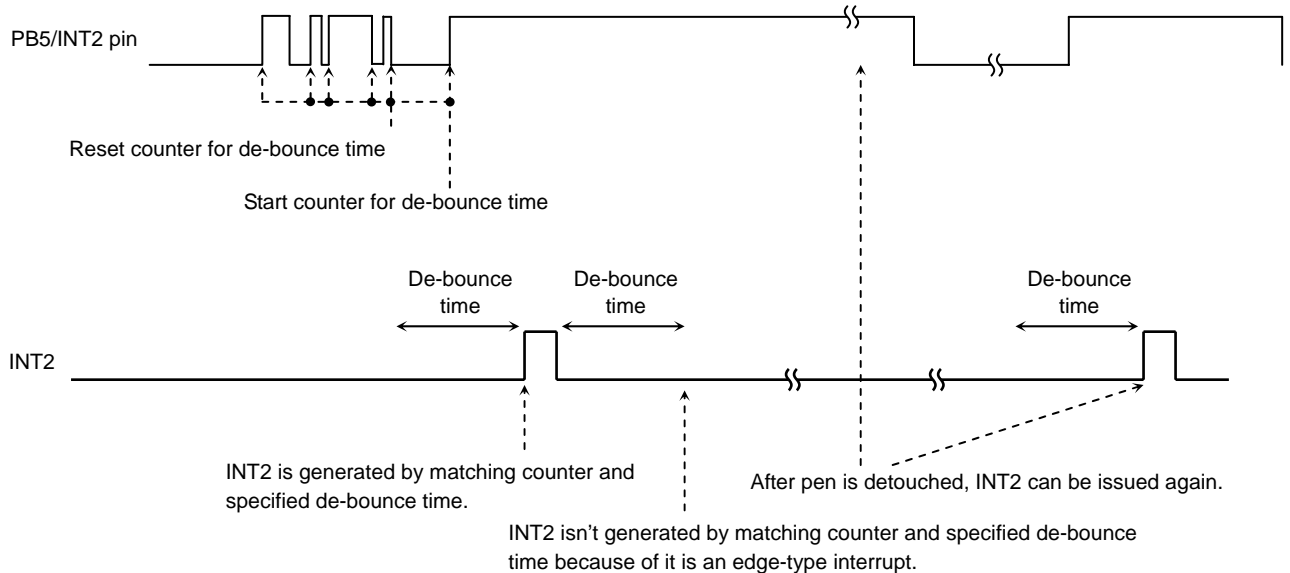 PB5/INT2 pin
Reset counter for de-bounce time
Start counter for de-bounce time
De-bounce
time
De-bounce
time
De-bounce
time
INT2
INT2 is generated by matching counter and
specified de-bounce time.
After pen is detouched, INT2 can be issued again.
INT2 isn't generated by matching counter and specified de-bounce
time because of it is an edge-type interrupt.